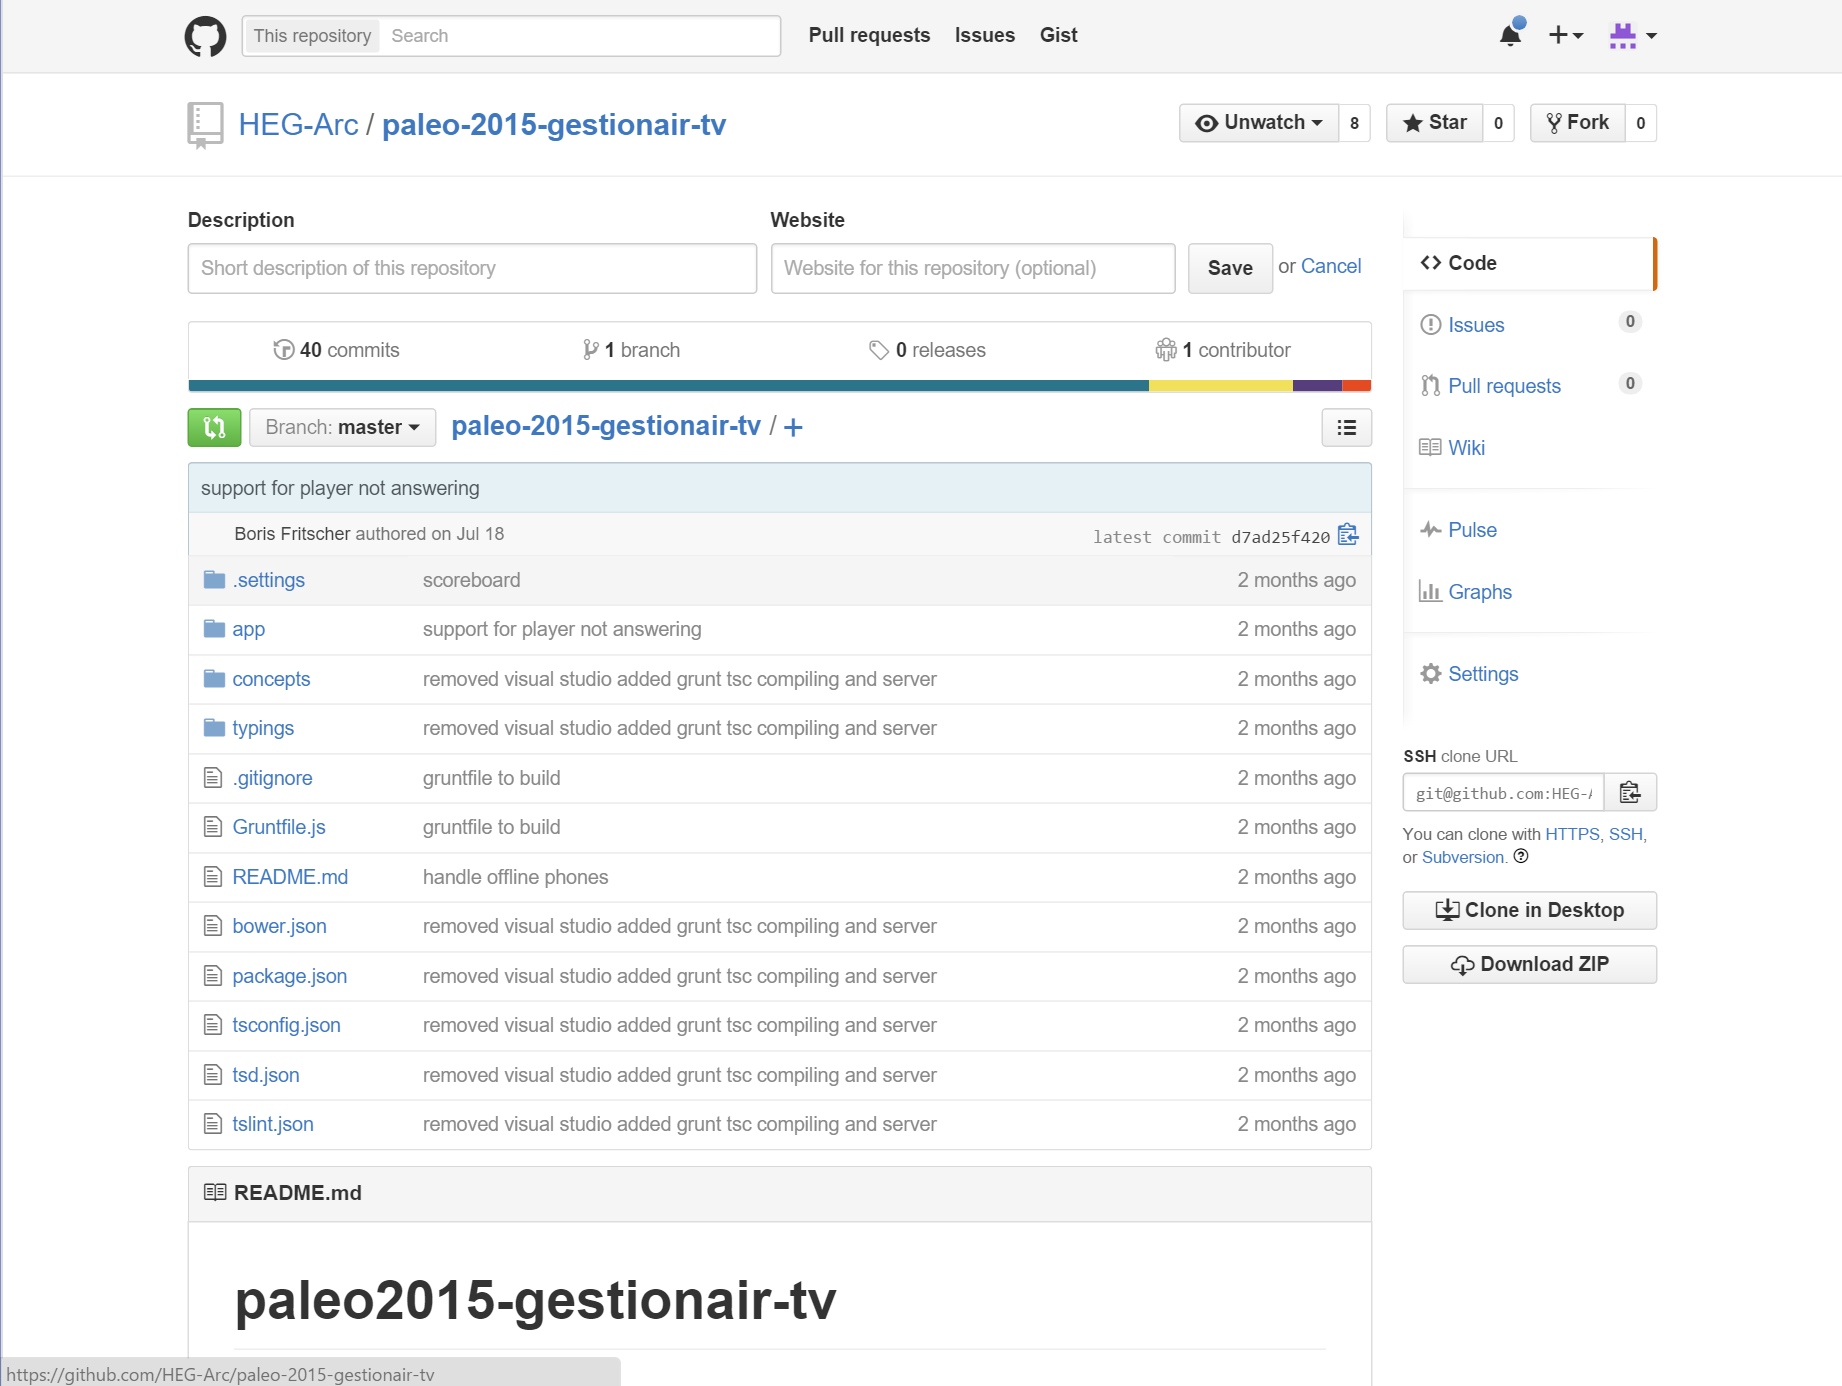 This repository Search Pull requests Issues Gist
HEG-Arc / paleo-2015-gestionair-tv Unwatch 8 Star 0 Fork 0
Description Website
Short description of this repository Website for this repository (optional) Save or Cancel
40 commits 1 branch 0 releases 1 contributor
Branch: master paleo-2015-gestionair-tv / +
support for player not answering
Boris Fritscher authored on Jul 18 latest commit d7ad25f420
.settings scoreboard 2 months ago
app support for player not answering 2 months ago
concepts removed visual studio added grunt tsc compiling and server 2 months ago
typings removed visual studio added grunt tsc compiling and server 2 months ago
.gitignore gruntfile to build 2 months ago
Gruntfile.js gruntfile to build 2 months ago
README.md handle offline phones 2 months ago
bower.json removed visual studio added grunt tsc compiling and server 2 months ago
package.json removed visual studio added grunt tsc compiling and server 2 months ago
tsconfig.json removed visual studio added grunt tsc compiling and server 2 months ago
tsd.json removed visual studio added grunt tsc compiling and server 2 months ago
tslint.json removed visual studio added grunt tsc compiling and server 2 months ago
README.md
paleo2015-gestionair-tv
Code
Issues 0
Pull requests 0
Wiki
Pulse
Graphs
Settings
SSH clone URL
git@github.com:HEG-
You can clone with HTTPS, SSH,
or Subversion.
Clone in Desktop
Download ZIP
https://github.com/HEG-Arc/paleo-2015-gestionair-tv